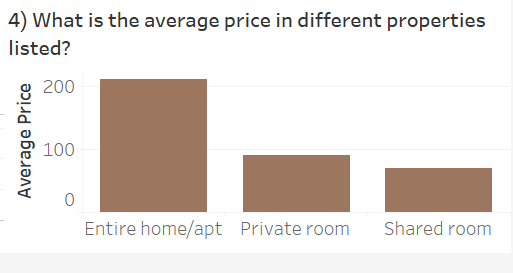 4) What is the average price in different properties
listed?
Average Price
200
100
0
Entire home/apt Private room Shared room